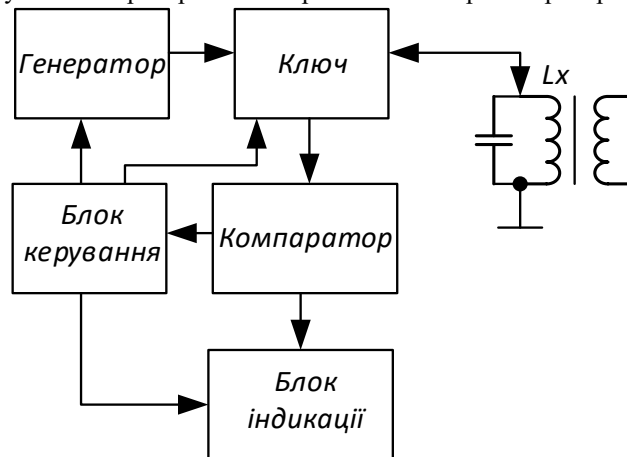 Генератор
Ключ
Lx
Блок
керування
Компаратор
Блок
індикації